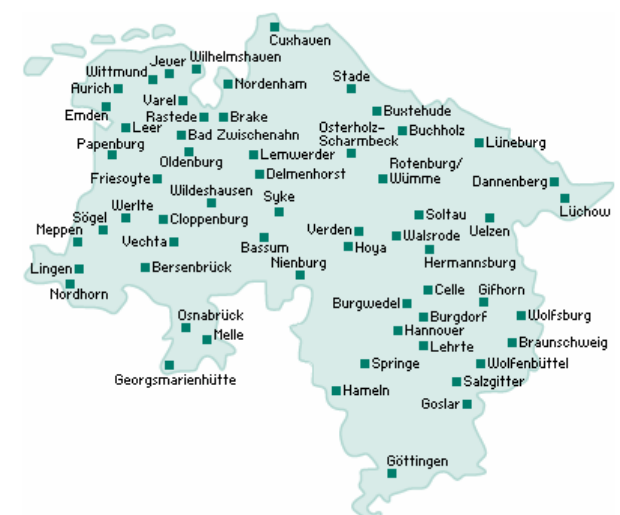 Cuxhaven
Wilhelmshaven
Jever
Wittmund
Stade
Nordenham
Aurich
Varel
Buxtehude
Emden
Rastede
Brake
Leer
Bad Zwischenahn
Osterholz-
Scharmbeck
Buchholz
Lüneburg
Papenburg
Oldenburg
Lemwerder
Rotenburg/
Wümme
Delmenhorst
Friesoyte
Dannenberg
Wildeshausen
Syke
Lüchow
Werlte
Sögel
Cloppenburg
Soltau
Meppen
Verden
Walsrode
Uelzen
Vechta
Bassum
Hoya
Hermannsburg
Lingen
Bersenbrück
Nienburg
Nordhorn
Celle
Gifhorn
Burgwedel
Osnabrück
Burgdorf
Wolfsburg
Melle
Hannover
Lehrte
Braunschweig
Springe
Wolfenbüttel
Georgsmarienhütte
Salzgitter
Hameln
Goslar
Göttingen